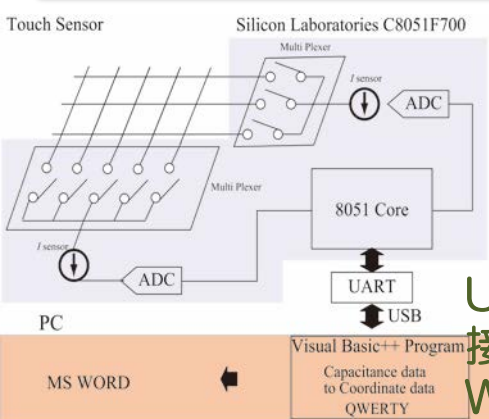 Touch Sensor
Silicon Laboratories C8051F700
Multi Plexer
I sensor
ADC
Multi Plexer
8051 Core
I sensor
ADC
UART
USB
PC
Visual Basic++ Program
Capacitance data
to Coordinate data
QWERTY
MS WORD
U
接
W